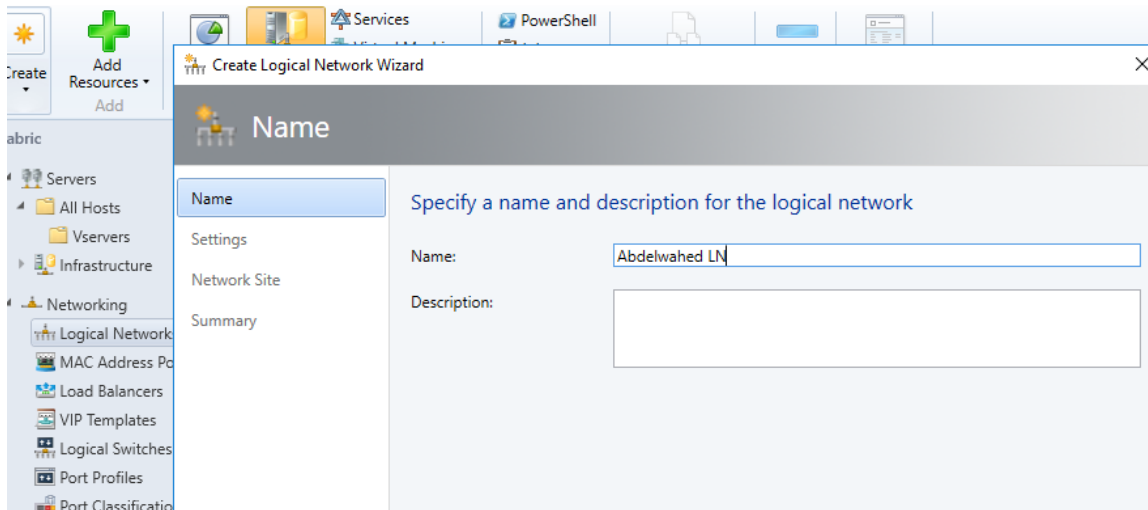 Services
PowerShell
Create
Add
Resources
Add
Create Logical Network Wizard
Name
abric
Servers
All Hosts
Vservers
Infrastructure
Networking
Logical Network
MAC Address Po
Load Balancers
VIP Templates
Logical Switches
Port Profiles
Port Classificatio
Name
Settings
Network Site
Summary
Specify a name and description for the logical network
Name:
Abdelwahed LN
Description: